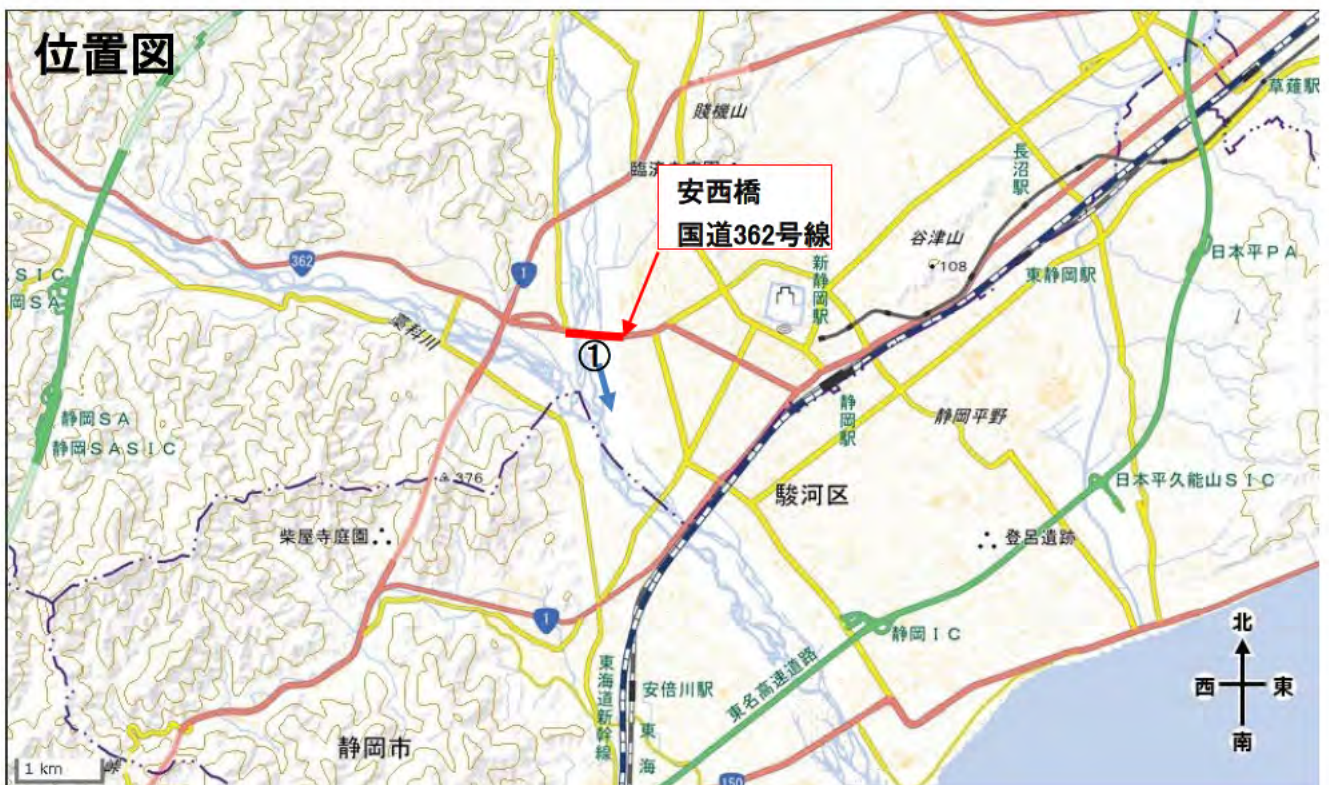 位置図
草薙駅
賤機山
長沼駅
安西橋
国道362号線
谷津山
108
日本平PA
362
1
新静岡駅
東静岡駅
SIC
岡SA
藁科川
①
静岡駅
静岡平野
静岡SA
静岡SASIC
376
駿河区
日本平久能山SIC
柴屋寺庭園
登呂遺跡
1
静岡IC
北
西
東
南
東海道新幹線
安倍川駅
東名高速道路
東海
静岡市
峠
1 km
150